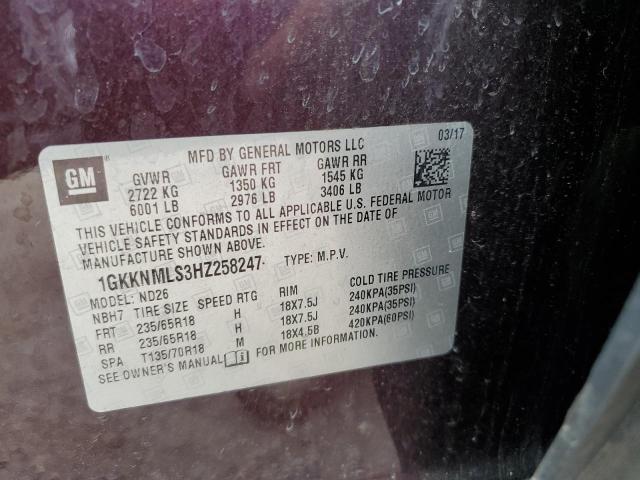 MFD BY GENERAL MOTORS LLC 03/17
GM ®
GVWR GAWR FRT GAWR RR
2722 KG 1350 KG 1545 KG
6001 LB 2976 LB 3406 LB
THIS VEHICLE CONFORMS TO ALL APPLICABLE U.S. FEDERAL MOTOR
VEHICLE SAFETY STANDARDS IN EFFECT ON THE DATE OF
MANUFACTURE SHOWN ABOVE.
1GKKNMLS3HZ258247 TYPE: M.P.V.
MODEL: ND26
NBH7 TIRE SIZE SPEED RTG RIM COLD TIRE PRESSURE
FRT 235/65R18 H 18X7.5J 240KPA(35PSI)
RR 235/65R18 H 18X7.5J 240KPA(35PSI)
SPA T135/70R18 M 18X4.5B 420KPA(60PSI)
SEE OWNER'S MANUAL FOR MORE INFORMATION.